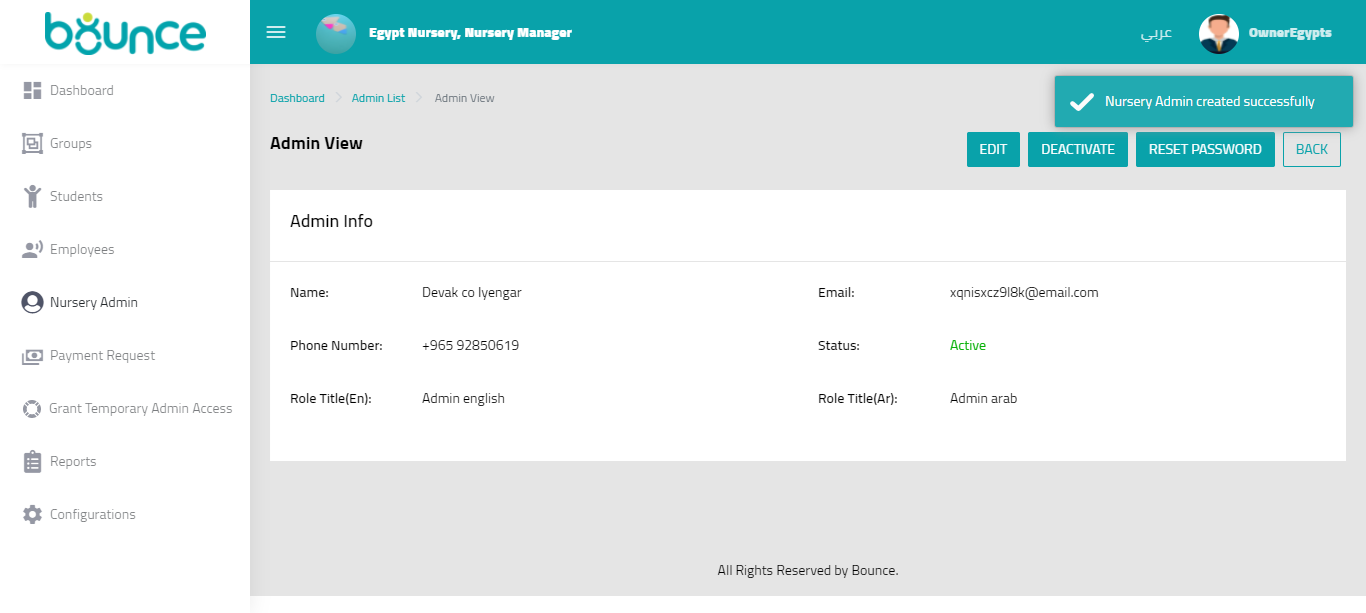 bounce
Egypt Nursery, Nursery Manager
عربي
OwnerEgypts
Dashboard
Groups
Students
Employees
Nursery Admin
Payment Request
Grant Temporary Admin Access
Reports
Configurations
Dashboard > Admin List > Admin View
Nursery Admin created successfully
Admin View
EDIT DEACTIVATE RESET PASSWORD BACK
Admin Info
Name: Devak co Iyengar Email: xqnisxcz9l8k@email.com
Phone Number: +965 92850619 Status: Active
Role Title(En): Admin english Role Title(Ar): Admin arab
All Rights Reserved by Bounce.